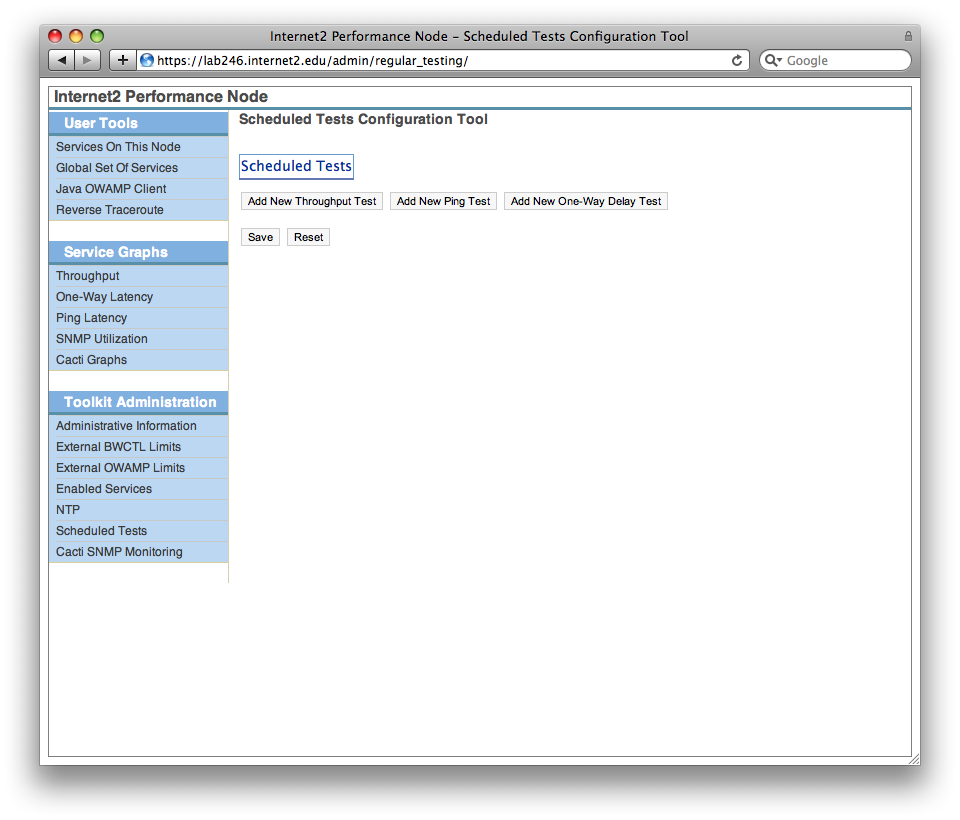 Internet2 Performance Node – Scheduled Tests Configuration Tool
https://lab246.internet2.edu/admin/regular_testing/
Google
Internet2 Performance Node
User Tools
Services On This Node
Global Set Of Services
Java OWAMP Client
Reverse Traceroute
Service Graphs
Throughput
One-Way Latency
Ping Latency
SNMP Utilization
Cacti Graphs
Toolkit Administration
Administrative Information
External BWCTL Limits
External OWAMP Limits
Enabled Services
NTP
Scheduled Tests
Cacti SNMP Monitoring
Scheduled Tests Configuration Tool
Scheduled Tests
Add New Throughput Test Add New Ping Test Add New One-Way Delay Test
Save Reset